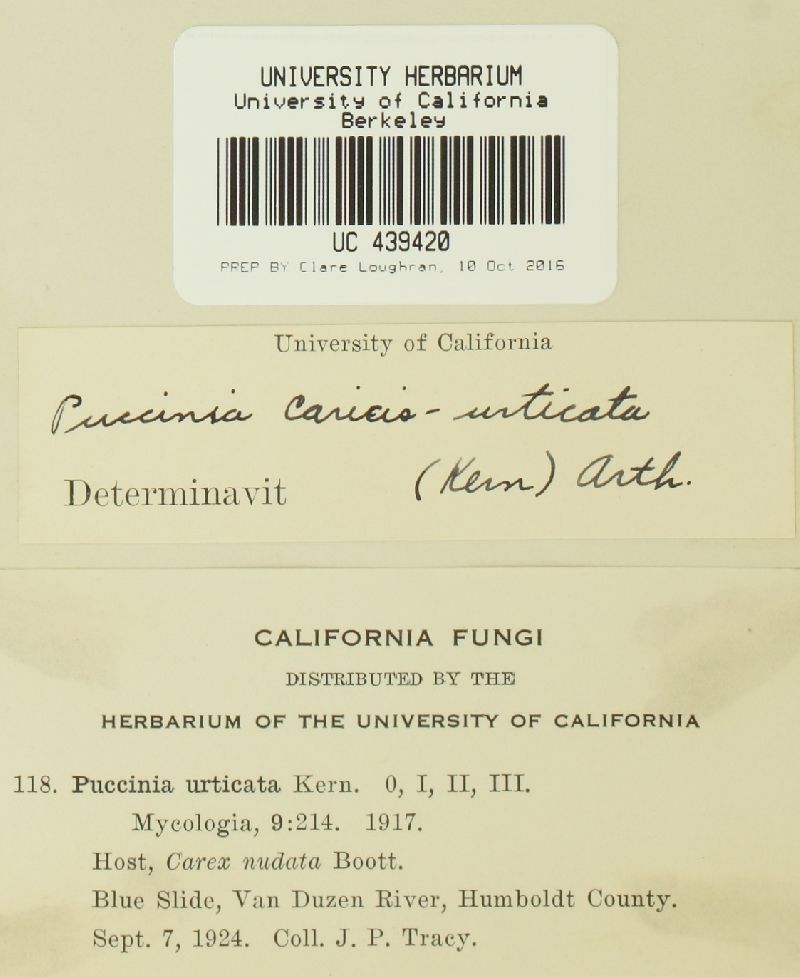 UNIVERSITY HERBARIUM
University of California
Berkeley
UC 439420
PREP BY Clare Loughran, 10 Oct 2016
University of California
Puccinia caricis-urticata
Determinavit (Kern) Arth.
CALIFORNIA FUNGI
DISTRIBUTED BY THE
HERBARIUM OF THE UNIVERSITY OF CALIFORNIA
118. Puccinia urticata Kern. 0, I, II, III.
Mycologia, 9:214. 1917.
Host, Carex nudata Boott.
Blue Slide, Van Duzen River, Humboldt County.
Sept. 7, 1924. Coll. J. P. Tracy.